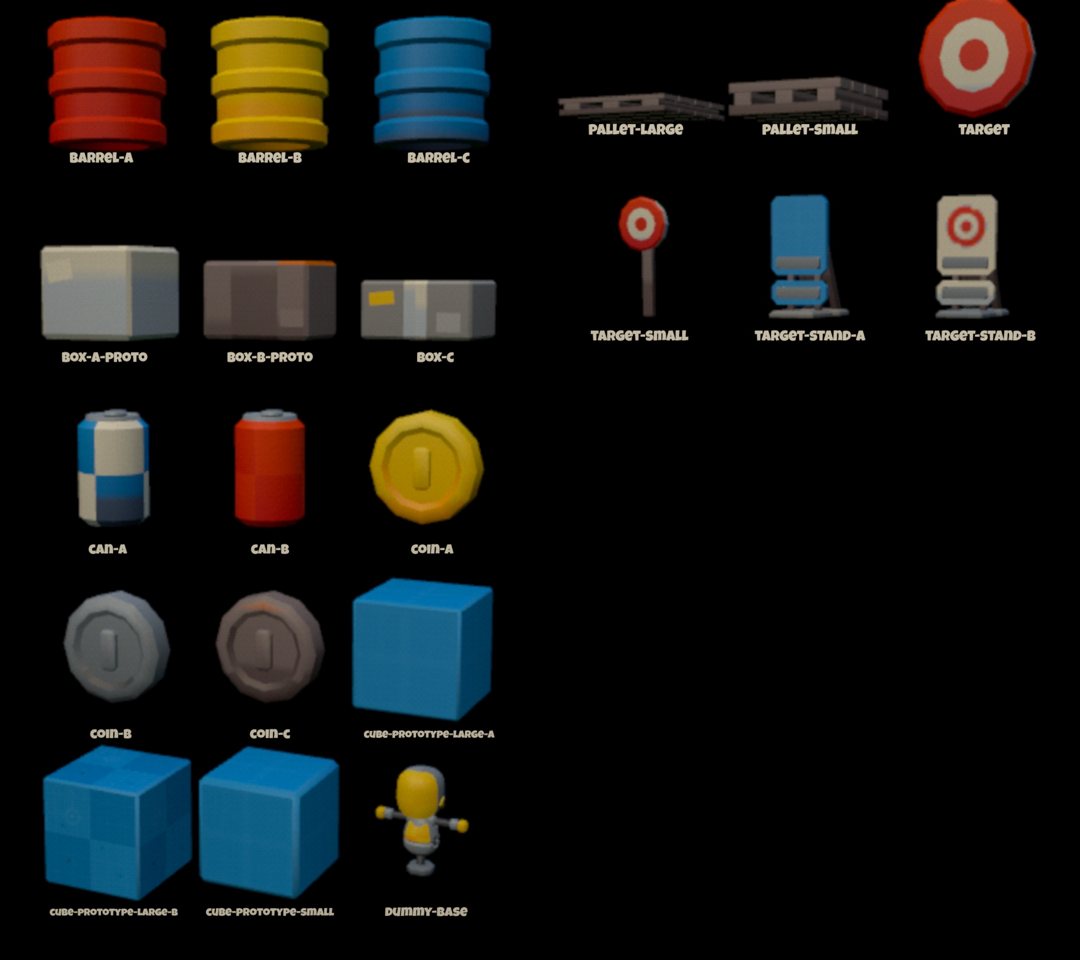 BARREL-A
BARREL-B
BARREL-C
PALLET-LARGE
PALLET-SMALL
TARGET
BOX-A-PROTO
BOX-B-PROTO
BOX-C
TARGET-SMALL
TARGET-STAND-A
TARGET-STAND-B
CAN-A
CAN-B
COIN-A
COIN-B
COIN-C
CUBE-PROTOTYPE-LARGE-A
CUBE-PROTOTYPE-LARGE-B
CUBE-PROTOTYPE-SMALL
DUMMY-BASE